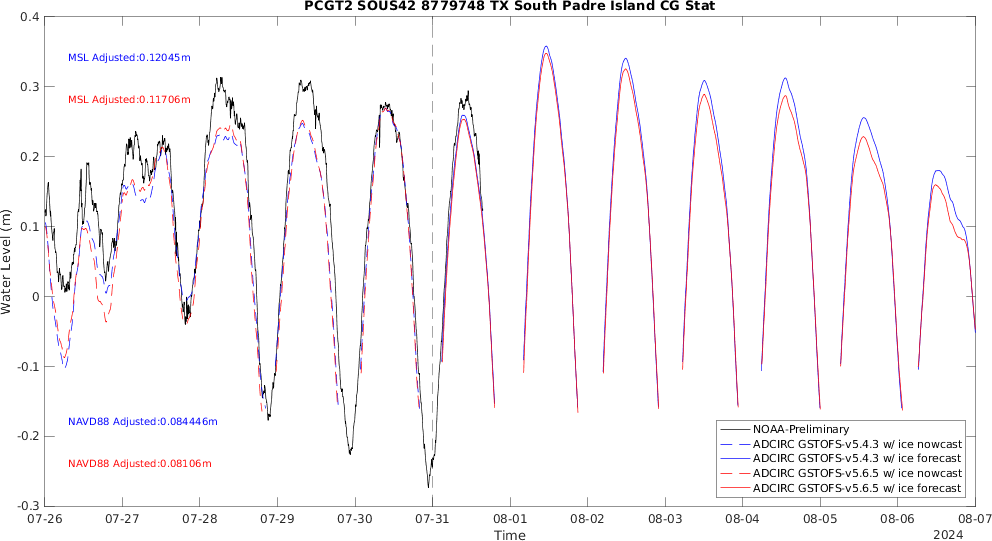 PCGT2 SOUS42 8779748 TX South Padre Island CG Stat
0.4
0.3
0.2
0.1
0
-0.1
-0.2
-0.3
Water Level (m)
MSL Adjusted:0.12045m
MSL Adjusted:0.11706m
NAVD88 Adjusted:0.084446m
NAVD88 Adjusted:0.08106m
NOAA-Preliminary
ADCIRC GSTOFS-v5.4.3 w/ ice nowcast
ADCIRC GSTOFS-v5.4.3 w/ ice forecast
ADCIRC GSTOFS-v5.6.5 w/ ice nowcast
ADCIRC GSTOFS-v5.6.5 w/ ice forecast
07-26 07-27 07-28 07-29 07-30 07-31 08-01 08-02 08-03 08-04 08-05 08-06 08-07
Time
2024